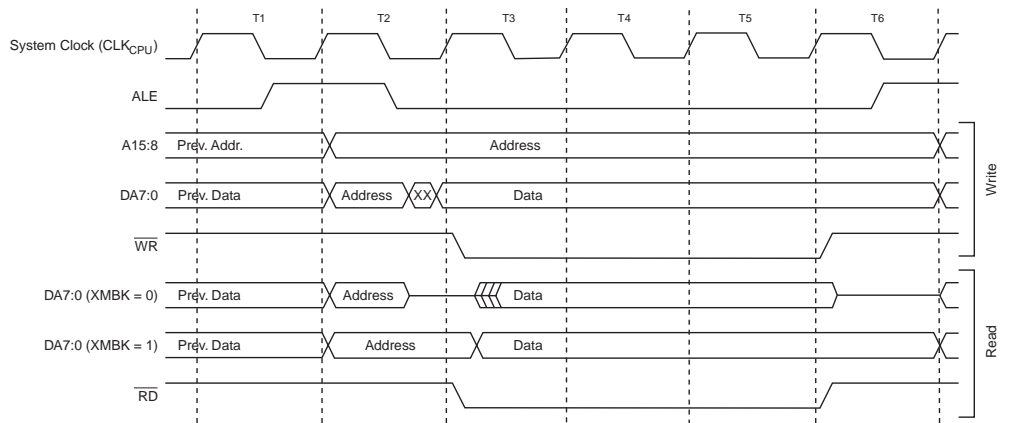 T1 T2 T3 T4 T5 T6
System Clock (CLKCPU)
ALE
A15:8 Prev. Addr. Address
DA7:0 Prev. Data Address XX Data
WR
Write
DA7:0 (XMBK = 0) Prev. Data Address Data
DA7:0 (XMBK = 1) Prev. Data Address Data
RD
Read